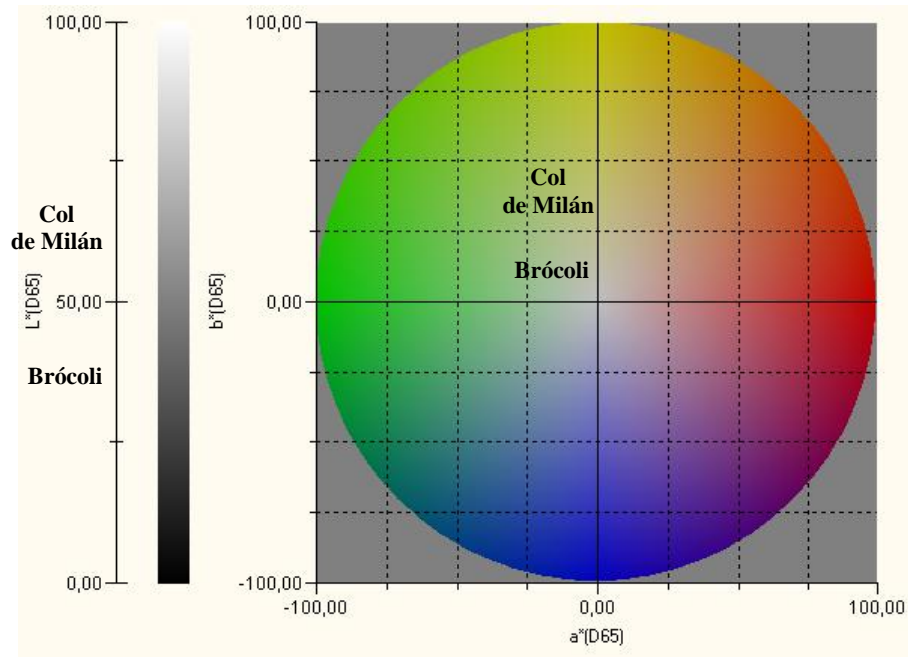 100,00
Col
de Milán
L*(D65)
50,00
Brócoli
0,00
b*(D65)
100,00
0,00
-100,00
Col
de Milán
Brócoli
-100,00
0,00
100,00
a*(D65)